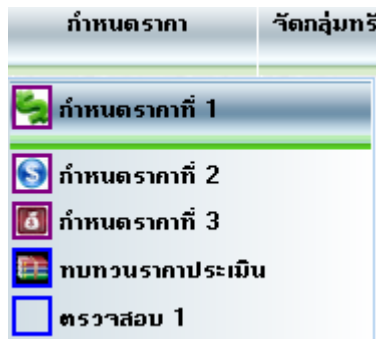 กำหนดราคา จัดกลุ่มทรั
กำหนดราคาที่ 1
กำหนดราคาที่ 2
กำหนดราคาที่ 3
ทบทวนราคาประเมิน
ตรวจสอบ 1